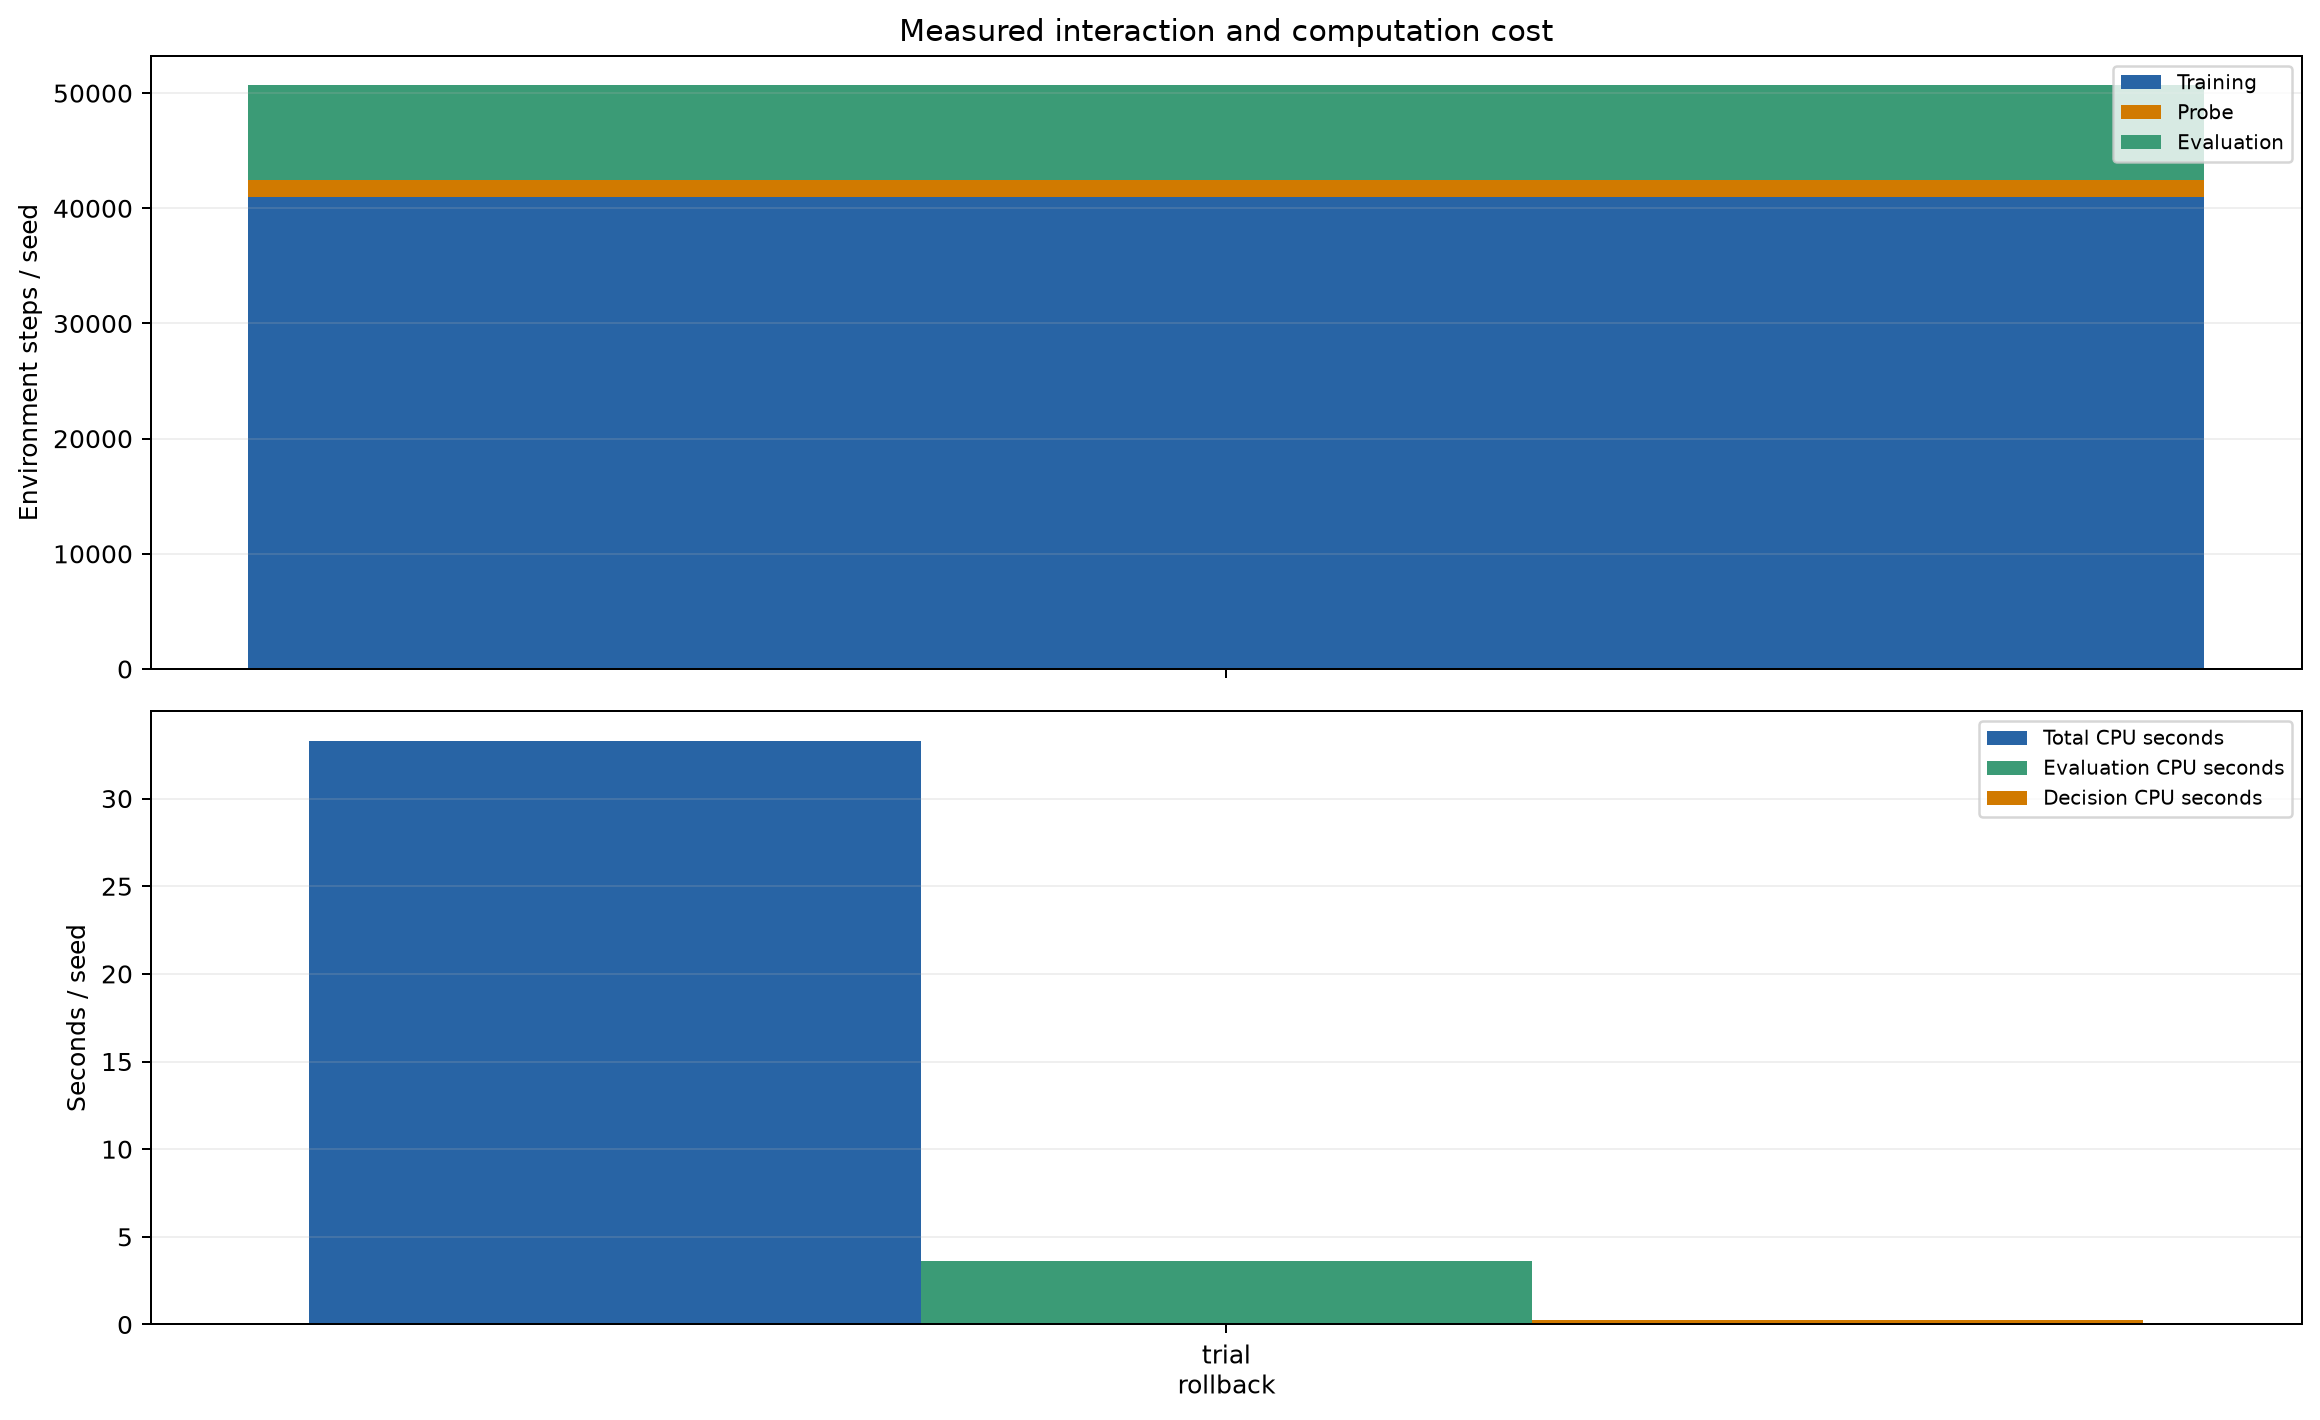 Measured interaction and computation cost
Environment steps / seed
50000
40000
30000
20000
10000
0
Training
Probe
Evaluation
Seconds / seed
30
25
20
15
10
5
0
Total CPU seconds
Evaluation CPU seconds
Decision CPU seconds
trial
rollback